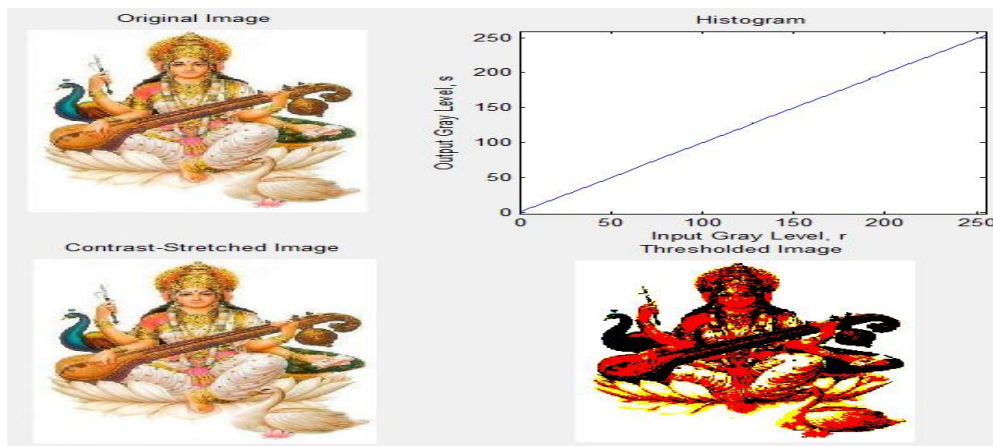 Original Image
Histogram
250
200
150
100
50
0
Output Gray Level, s
0 50 100 150 200 250
Input Gray Level, r
Contrast-Stretched Image
Thresholded Image